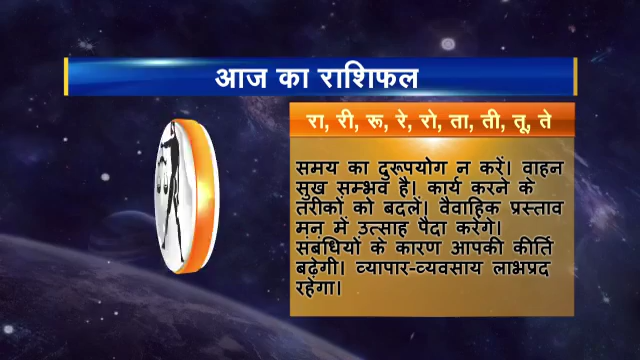 आज का राशिफल
रा, री, रू, रे, रो, ता, ती, तू, ते
समय का दुरूपयोग न करें। वाहन
सुख सम्भव है। कार्य करने के
तरीकों को बदलें। वैवाहिक प्रस्ताव
मन में उत्साह पैदा करेगें।
संबंधियों के कारण आपकी कीर्ति
बढ़ेगी। व्यापार-व्यवसाय लाभप्रद
रहेंगा।